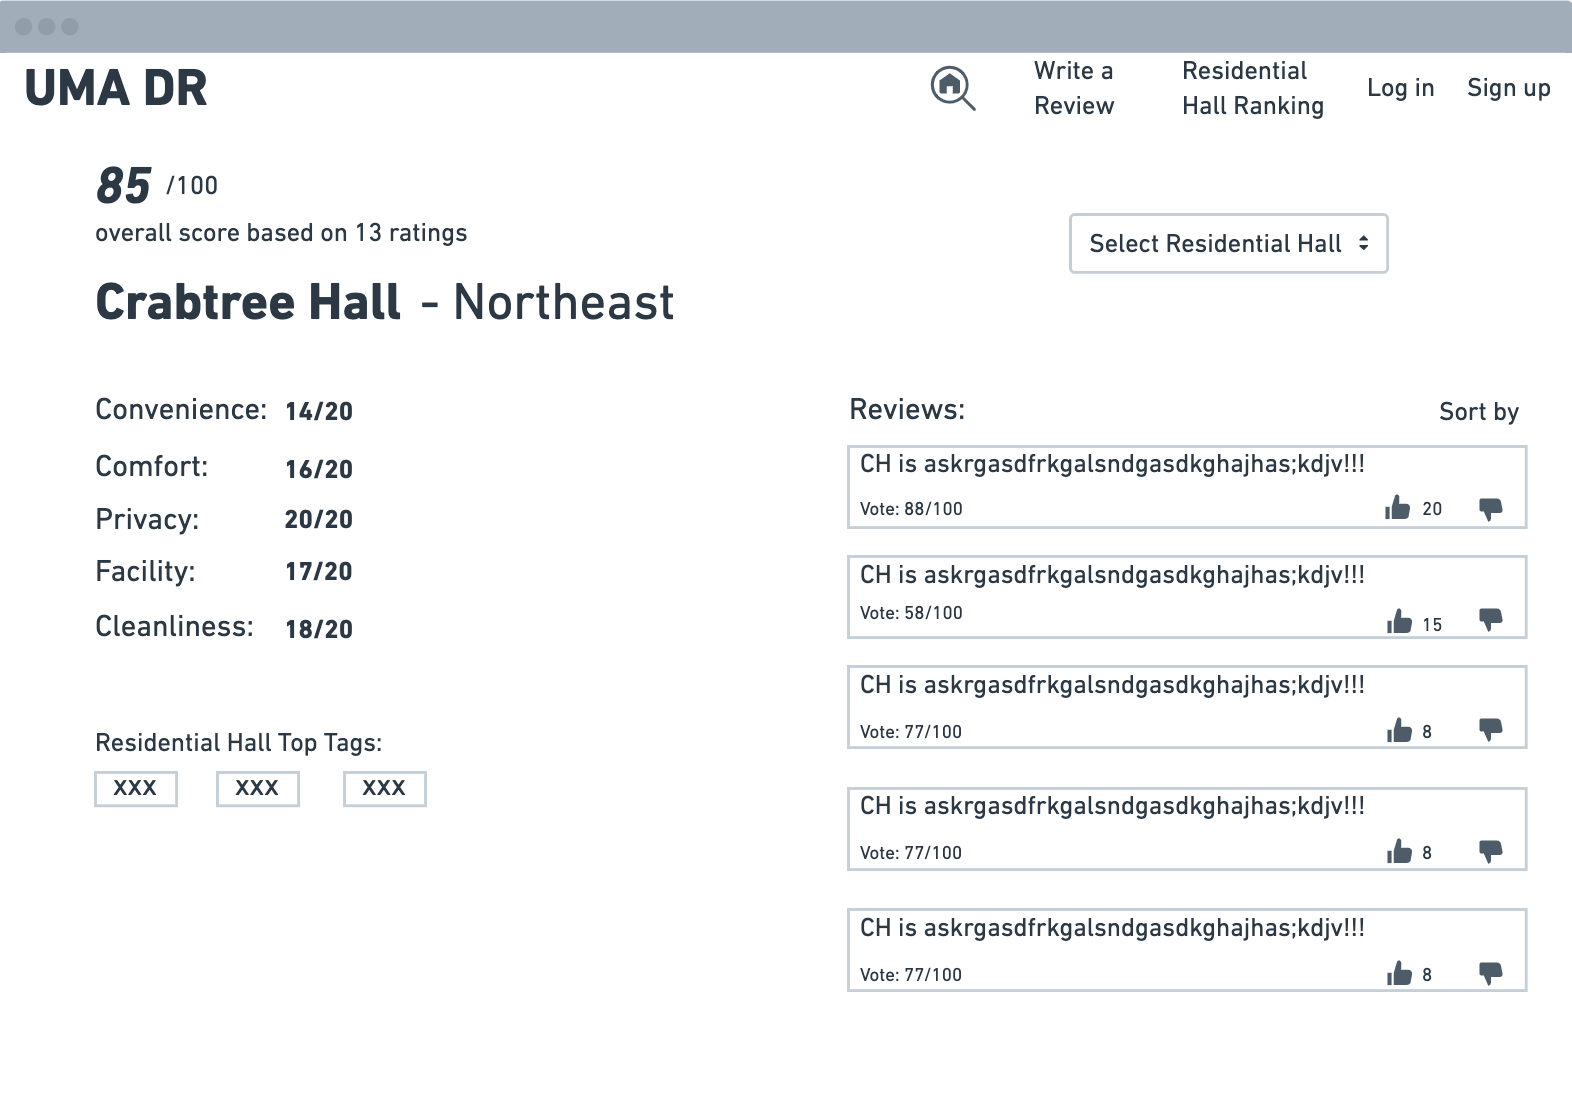 UMA DR
Write a
Review
Residential
Hall Ranking
Log in
Sign up
85 /100
overall score based on 13 ratings
Select Residential Hall
Crabtree Hall - Northeast
Convenience: 14/20
Comfort: 16/20
Privacy: 20/20
Facility: 17/20
Cleanliness: 18/20
Residential Hall Top Tags:
XXX XXX XXX
Reviews: Sort by
CH is askrgasdfrkgalsndgasdkghajhas;kdjv!!!
Vote: 88/100 20
CH is askrgasdfrkgalsndgasdkghajhas;kdjv!!!
Vote: 58/100 15
CH is askrgasdfrkgalsndgasdkghajhas;kdjv!!!
Vote: 77/100 8
CH is askrgasdfrkgalsndgasdkghajhas;kdjv!!!
Vote: 77/100 8
CH is askrgasdfrkgalsndgasdkghajhas;kdjv!!!
Vote: 77/100 8